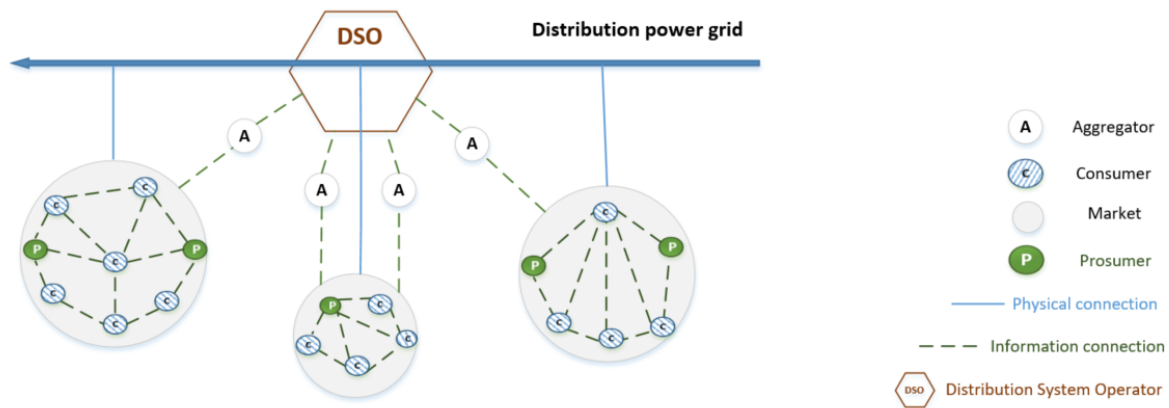 DSO
Distribution power grid
A
A
A
A
A
Aggregator
C
Consumer
Market
P
Prosumer
Physical connection
Information connection
DSO
Distribution System Operator
C
C
P
C
P
C
C
C
P
C
C
C
C
C
P
P
C
C
C